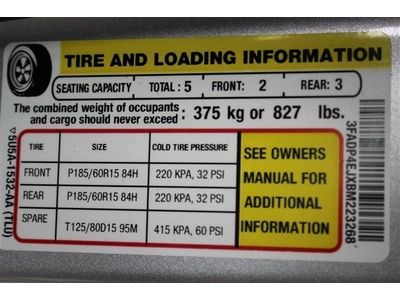 TIRE AND LOADING INFORMATION
SEATING CAPACITY TOTAL : 5 FRONT: 2 REAR: 3
The combined weight of occupants
and cargo should never exceed : 375 kg or 827 lbs.
TIRE SIZE COLD TIRE PRESSURE
FRONT P185/60R15 84H 220 KPA, 32 PSI
REAR P185/60R15 84H 220 KPA, 32 PSI
SPARE T125/80D15 95M 415 KPA, 60 PSI
SEE OWNERS
MANUAL FOR
ADDITIONAL
INFORMATION
5U5A-1532-AA (TLU)
3FADP4EJXBM223268